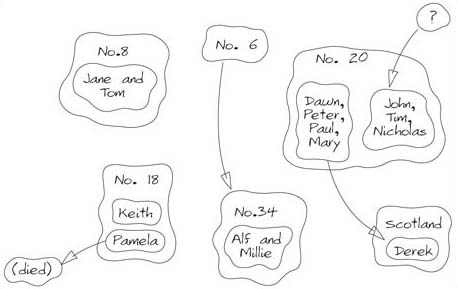 ?
No.8
Jane and
Tom
No. 6
No. 20
Dawn,
Peter,
Paul,
Mary
John,
Tim,
Nicholas
No. 18
Keith
Pamela
(died)
No.34
Alf and
Millie
Scotland
Derek